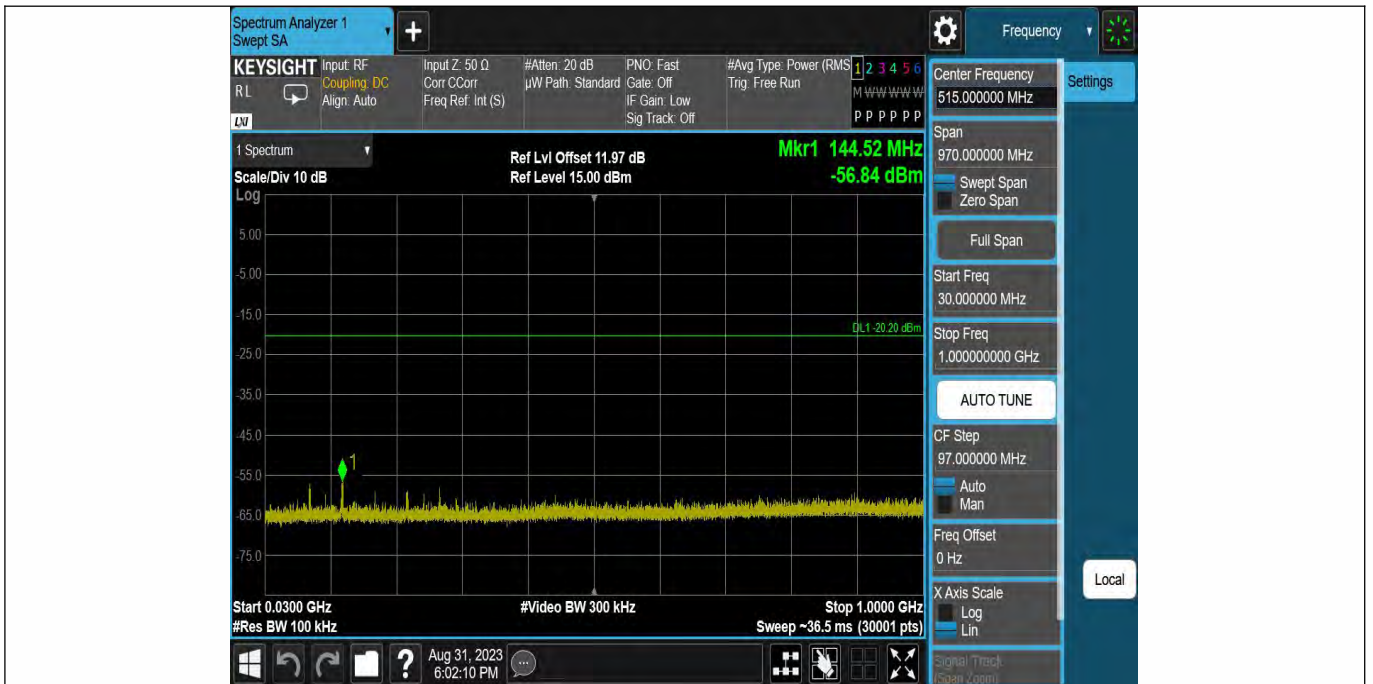 Spectrum Analyzer 1
Swept SA
+
Frequency
KEYSIGHT
RL
LXI
Input: RF
Coupling: DC
Align: Auto
Input Z: 50 Ω
Corr CCorr
Freq Ref: Int (S)
#Atten: 20 dB
µW Path: Standard
PNO: Fast
Gate: Off
IF Gain: Low
Sig Track: Off
#Avg Type: Power (RMS
Trig: Free Run
1 2 3 4 5 6
M W W W W W
P P P P P P
1 Spectrum
Scale/Div 10 dB
Log
Ref Lvl Offset 11.97 dB
Ref Level 15.00 dBm
Mkr1 144.52 MHz
-56.84 dBm
5.00
-5.00
-15.0
DL1 -20.20 dBm
-25.0
-35.0
-45.0
1
-55.0
-65.0
-75.0
Start 0.0300 GHz
#Res BW 100 kHz
#Video BW 300 kHz
Stop 1.0000 GHz
Sweep ~36.5 ms (30001 pts)
Aug 31, 2023
6:02:10 PM
?
Center Frequency
515.000000 MHz
Settings
Span
970.000000 MHz
Swept Span
Zero Span
Full Span
Start Freq
30.000000 MHz
Stop Freq
1.000000000 GHz
AUTO TUNE
CF Step
97.000000 MHz
Auto
Man
Freq Offset
0 Hz
X Axis Scale
Log
Lin
Local
Signal Track
(Span Zoom)